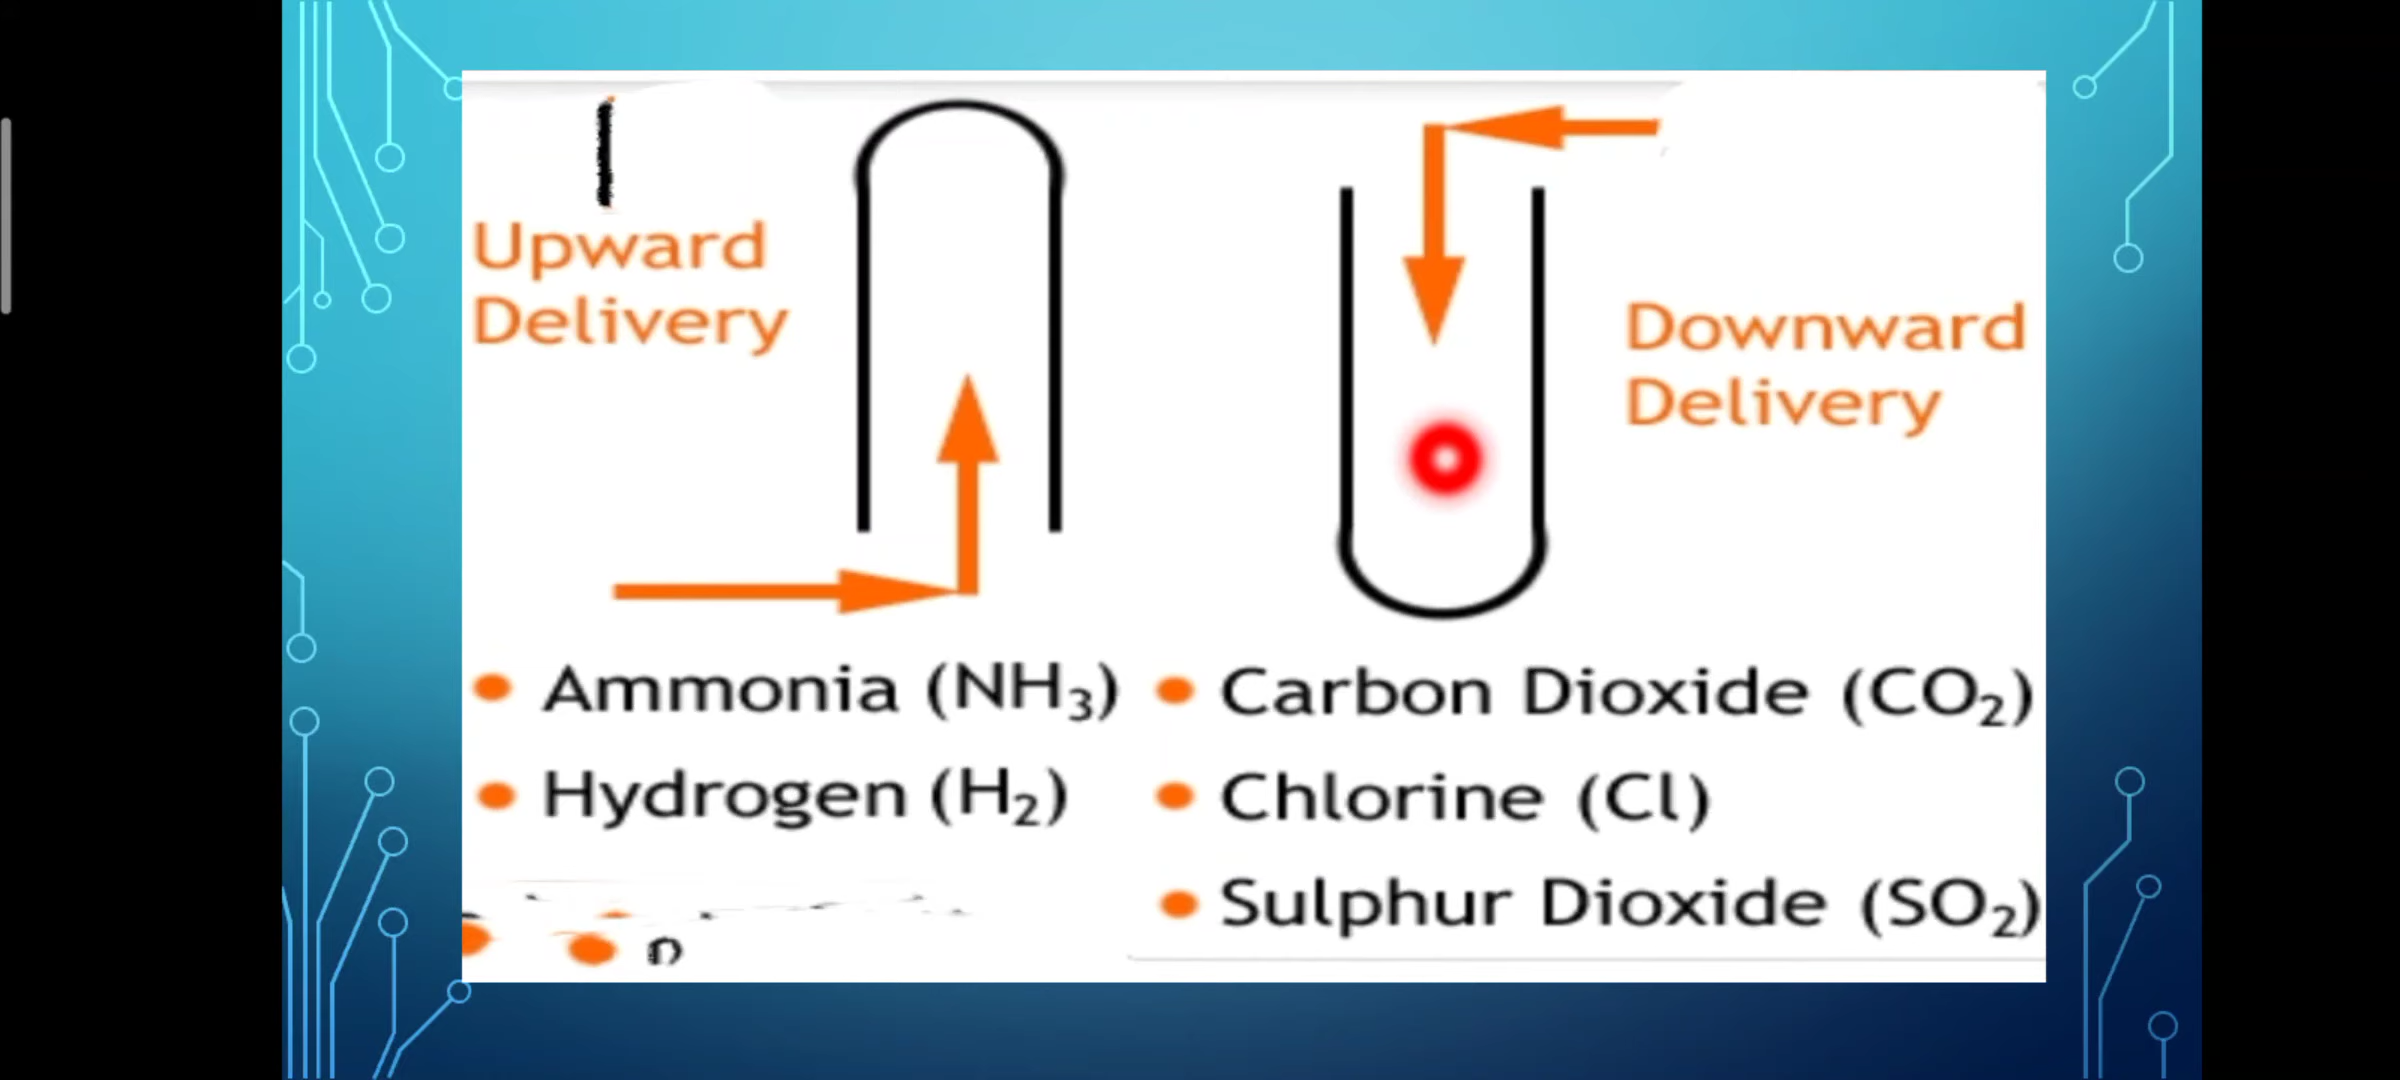 Upward
Delivery
Downward
Delivery
• Ammonia (NH₃)
• Hydrogen (H₂)
• Carbon Dioxide (CO₂)
• Chlorine (Cl)
• Sulphur Dioxide (SO₂)